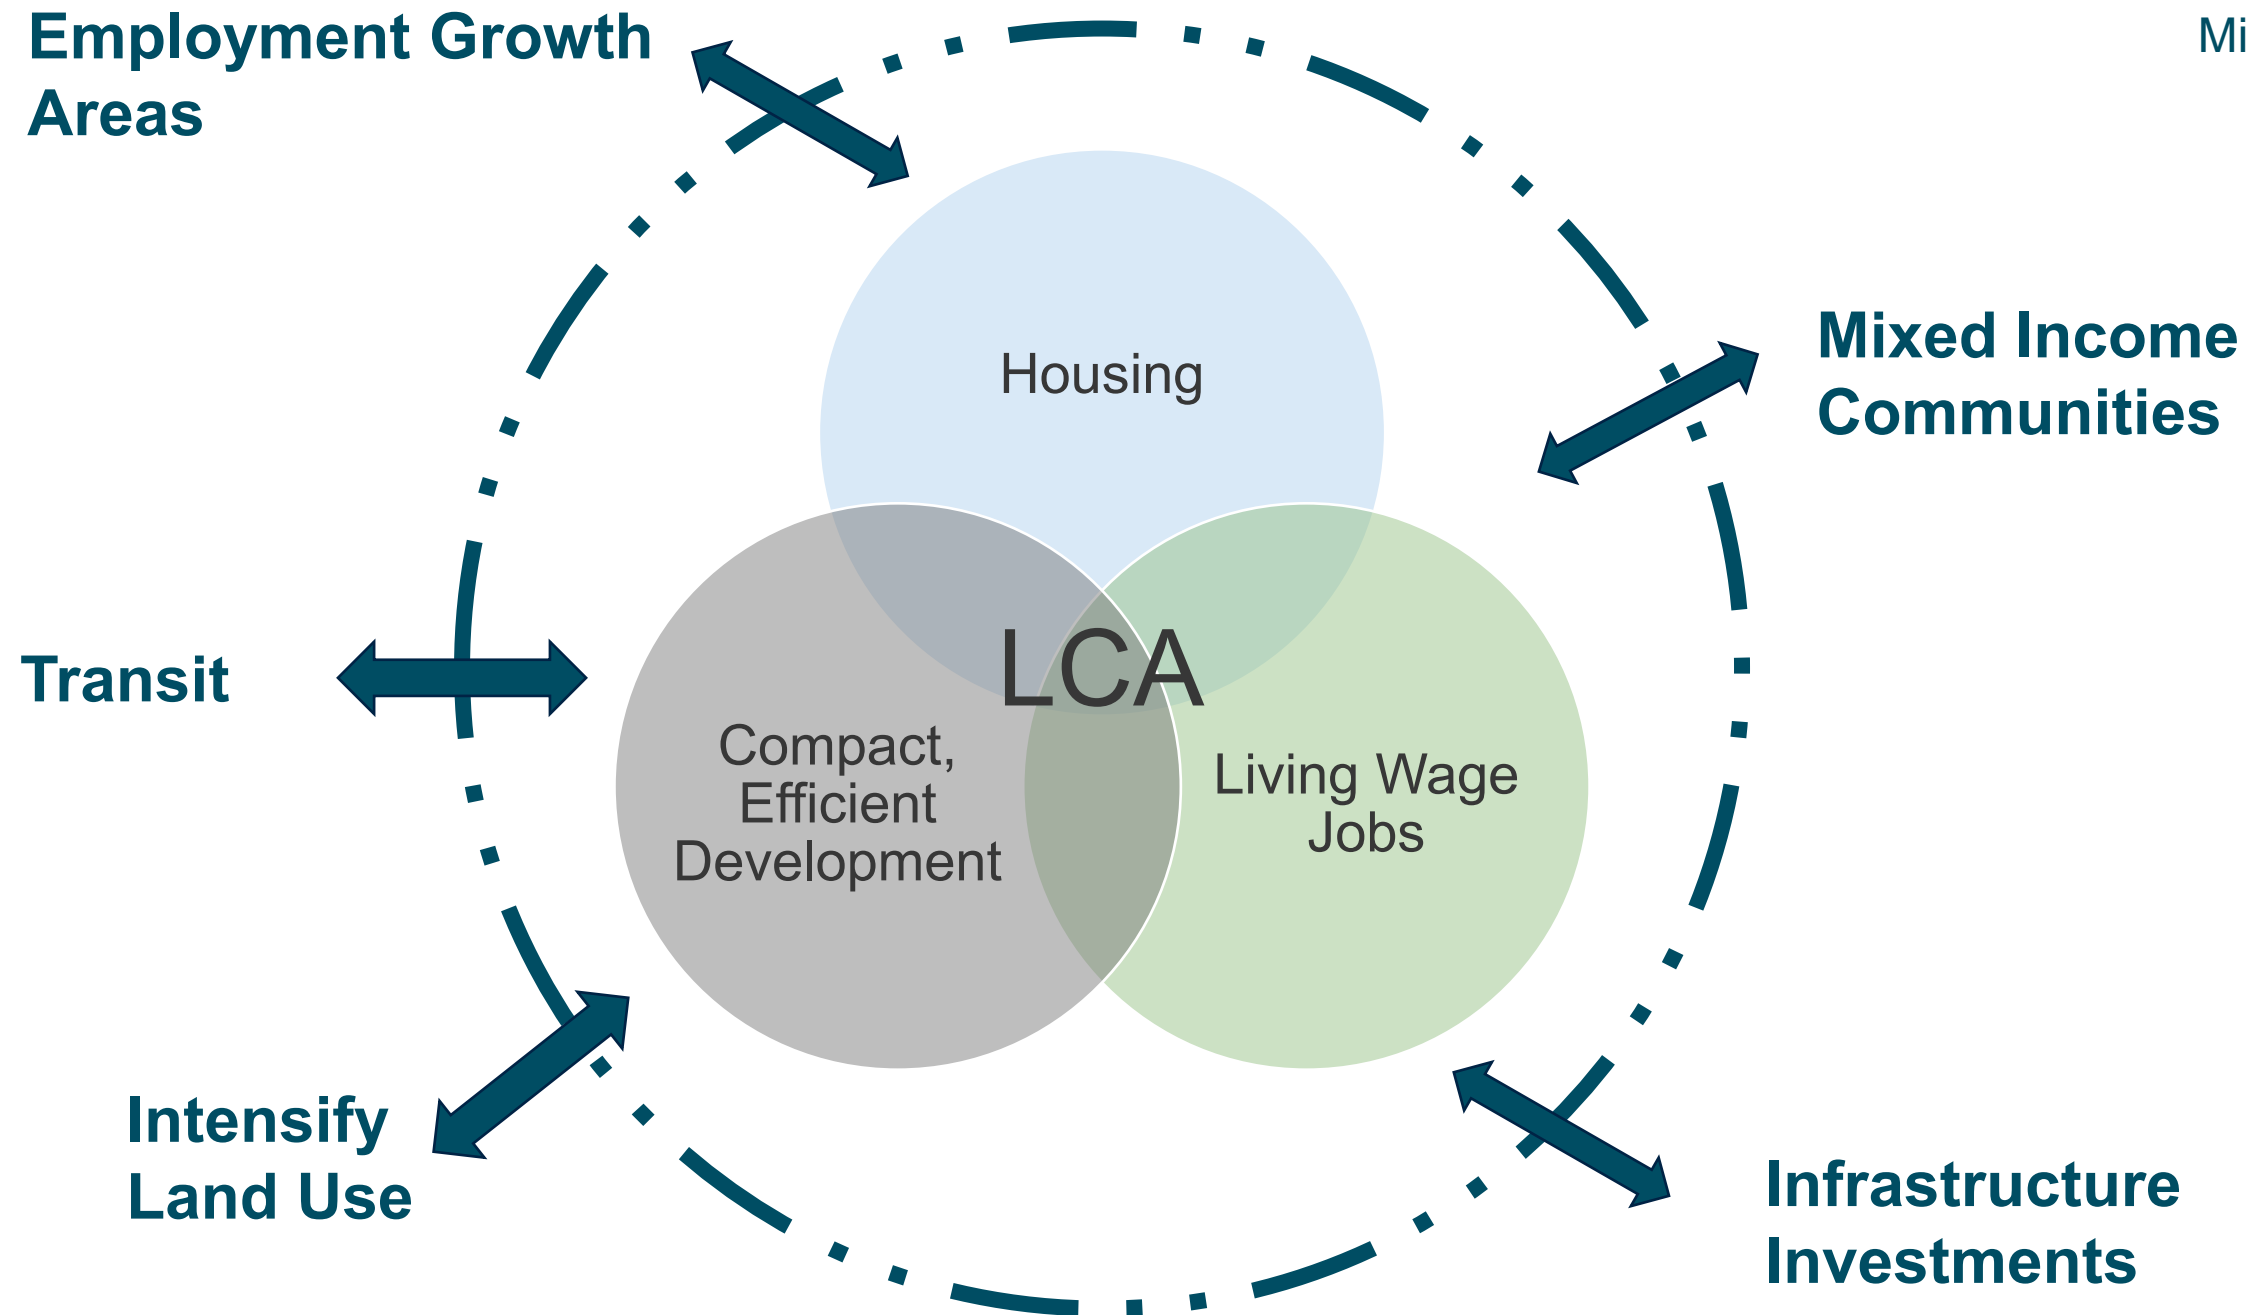 Employment Growth
Areas
Mi
Housing
Mixed Income
Communities
LCA
Transit
Compact,
Efficient
Development
Living Wage
Jobs
Intensify
Land Use
Infrastructure
Investments